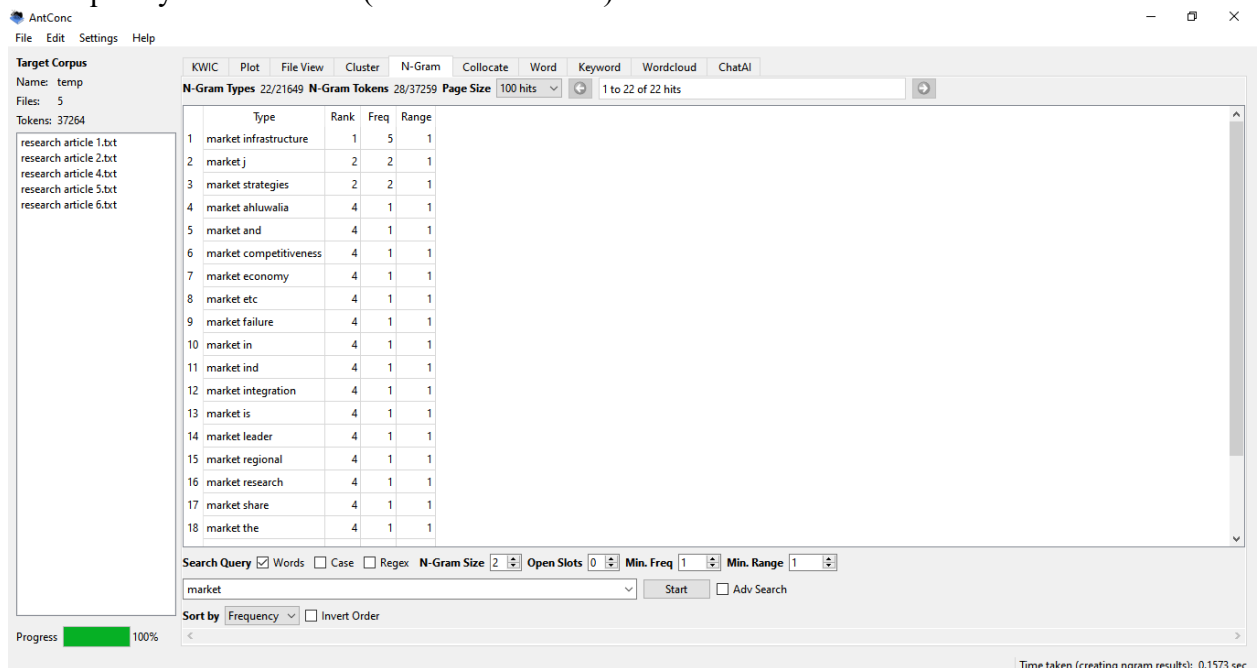 AntConc
File Edit Settings Help
Target Corpus
Name: temp
Files: 5
Tokens: 37264
research article 1.txt
research article 2.txt
research article 4.txt
research article 5.txt
research article 6.txt
Progress 100%
KWIC Plot File View Cluster N-Gram Collocate Word Keyword Wordcloud ChatAI
N-Gram Types 22/21649 N-Gram Tokens 28/37259 Page Size 100 hits 1 to 22 of 22 hits
Type Rank Freq Range
1 market infrastructure 1 5 1
2 market j 2 2 1
3 market strategies 2 2 1
4 market ahluwalia 4 1 1
5 market and 4 1 1
6 market competitiveness 4 1 1
7 market economy 4 1 1
8 market etc 4 1 1
9 market failure 4 1 1
10 market in 4 1 1
11 market ind 4 1 1
12 market integration 4 1 1
13 market is 4 1 1
14 market leader 4 1 1
15 market regional 4 1 1
16 market research 4 1 1
17 market share 4 1 1
18 market the 4 1 1
Search Query Words Case Regex N-Gram Size 2 Open Slots 0 Min. Freq 1 Min. Range 1
market Start Adv Search
Sort by Frequency Invert Order
Time taken (creating ngram results): 0.1573 sec